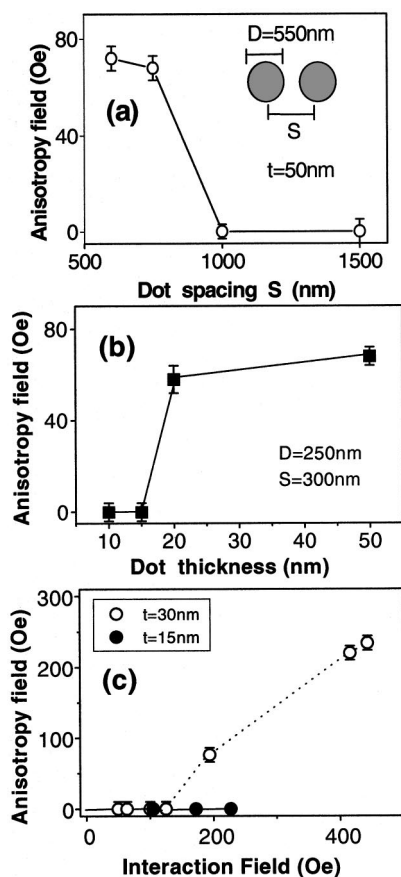 80
40
0
Anisotropy field (Oe)
(a)
D=550nm
S
t=50nm
500
1000
1500
Dot spacing S (nm)
80
40
0
Anisotropy field (Oe)
(b)
D=250nm
S=300nm
10
20
30
40
50
Dot thickness (nm)
300
200
100
0
Anisotropy field (Oe)
t=30nm
t=15nm
(c)
0
200
400
Interaction Field (Oe)